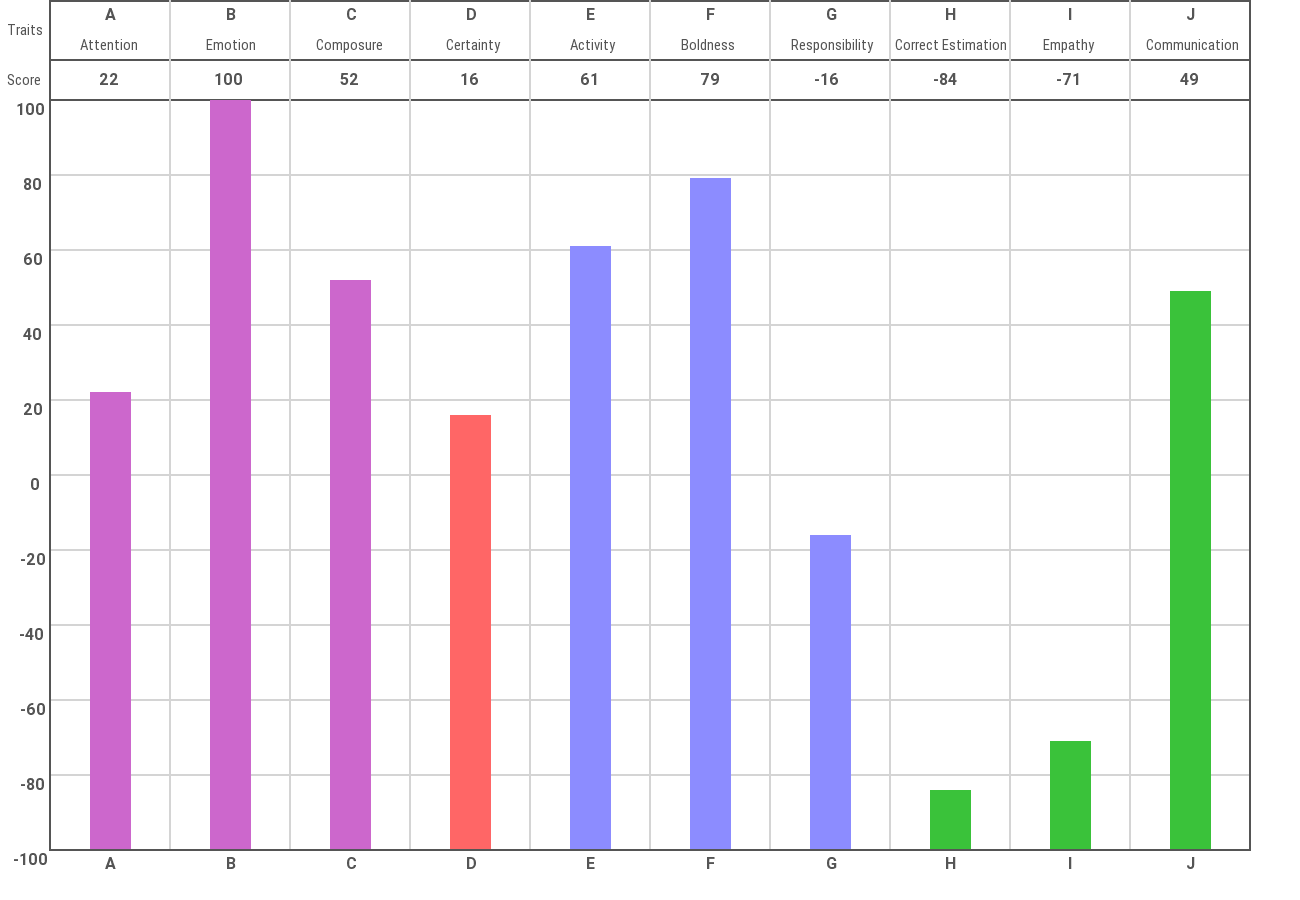 A B C D E F G H I J
Traits
Attention Emotion Composure Certainty Activity Boldness Responsibility Correct Estimation Empathy Communication
Score 22 100 52 16 61 79 -16 -84 -71 49
100
80
60
40
20
0
-20
-40
-60
-80
-100
A B C D E F G H I J